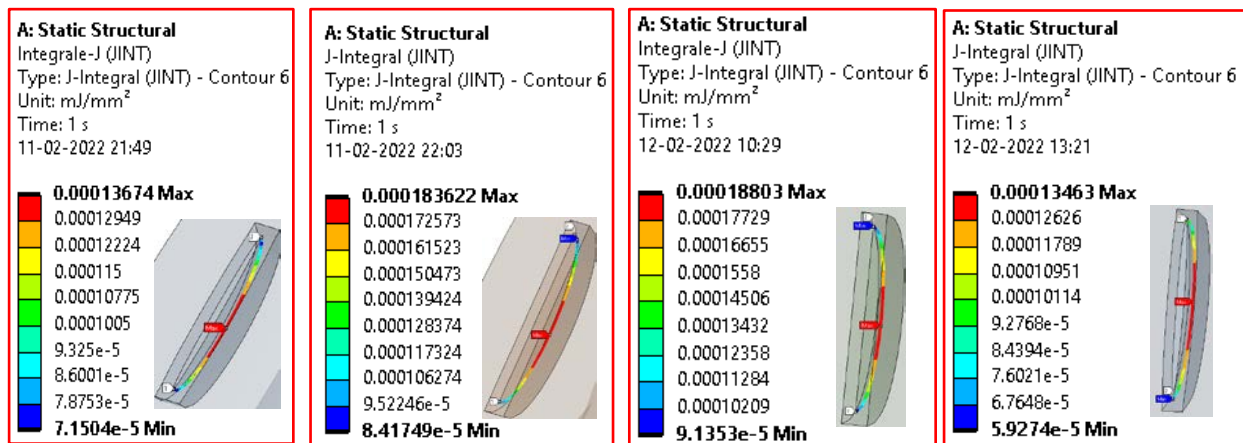 A: Static Structural
Integrale-J (JINT)
Type: J-Integral (JINT) - Contour 6
Unit: mJ/mm²
Time: 1 s
11-02-2022 21:49
0.00013674 Max
0.00012949
0.00012224
0.000115
0.00010775
0.0001005
9.325e-5
8.6001e-5
7.8753e-5
7.1504e-5 Min
A: Static Structural
J-Integral (JINT)
Type: J-Integral (JINT) - Contour 6
Unit: mJ/mm²
Time: 1 s
11-02-2022 22:03
0.000183622 Max
0.000172573
0.000161523
0.000150473
0.000139424
0.000128374
0.000117324
0.000106274
9.52246e-5
8.41749e-5 Min
A: Static Structural
Integrale-J (JINT)
Type: J-Integral (JINT) - Contour 6
Unit: mJ/mm²
Time: 1 s
12-02-2022 10:29
0.00018803 Max
0.00017729
0.00016655
0.0001558
0.00014506
0.00013432
0.00012358
0.00011284
0.00010209
9.1353e-5 Min
A: Static Structural
J-Integral (JINT)
Type: J-Integral (JINT) - Contour 6
Unit: mJ/mm²
Time: 1 s
12-02-2022 13:21
0.00013463 Max
0.00012626
0.00011789
0.00010951
0.00010114
9.2768e-5
8.4394e-5
7.6021e-5
6.7648e-5
5.9274e-5 Min